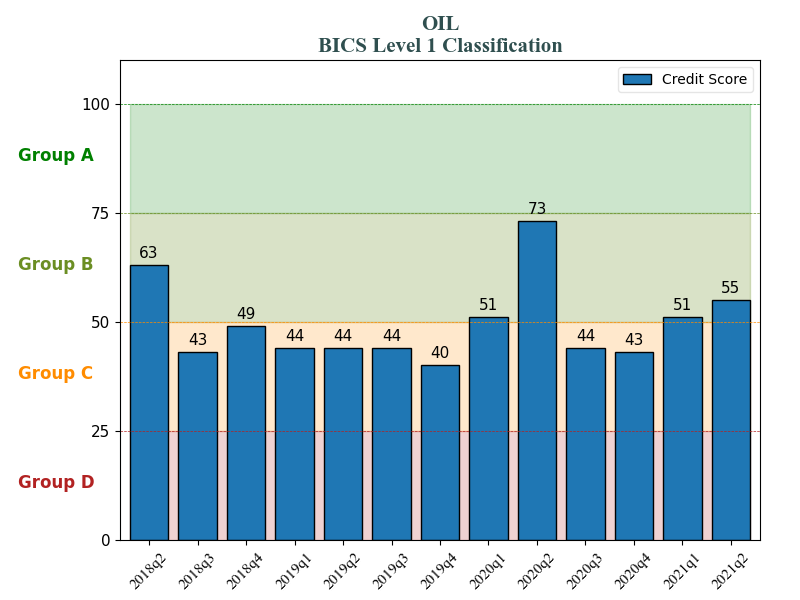 OIL
BICS Level 1 Classification
Credit Score
100
Group A
75
73
63
Group B
55
51
51
50
49
44
44
44
44
43
43
40
Group C
25
Group D
0
2018q2
2018q3
2018q4
2019q1
2019q2
2019q3
2019q4
2020q1
2020q2
2020q3
2020q4
2021q1
2021q2